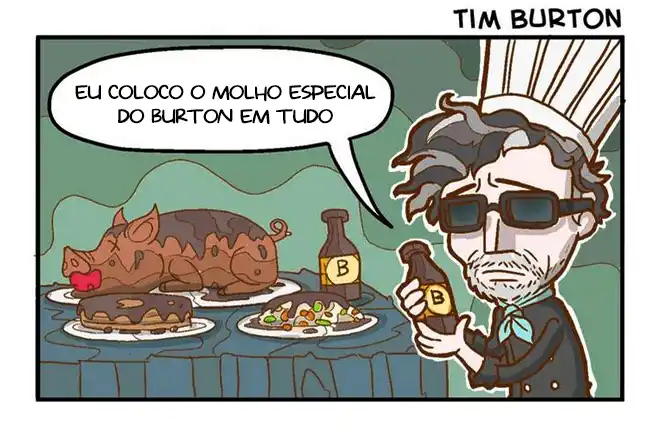 TIM BURTON
EU COLOCO O MOLHO ESPECIAL
DO BURTON EM TUDO
B
B